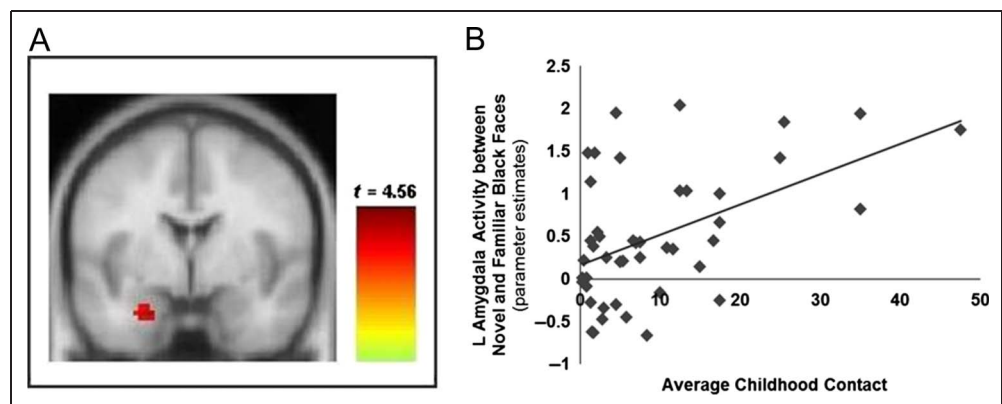 A
t = 4.56
B
L Amygdala Activity between
Novel and Familiar Black Faces
(parameter estimates)
2.5
2
1.5
1
0.5
0
–0.5
–1
0
10
20
30
40
50
Average Childhood Contact